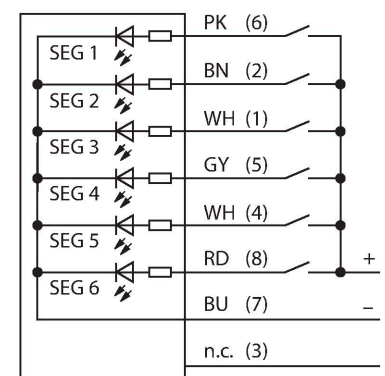 PK (6)
SEG 1
BN (2)
SEG 2
WH (1)
SEG 3
GY (5)
SEG 4
WH (4)
SEG 5
RD (8)
+
SEG 6
BU (7)
–
n.c. (3)